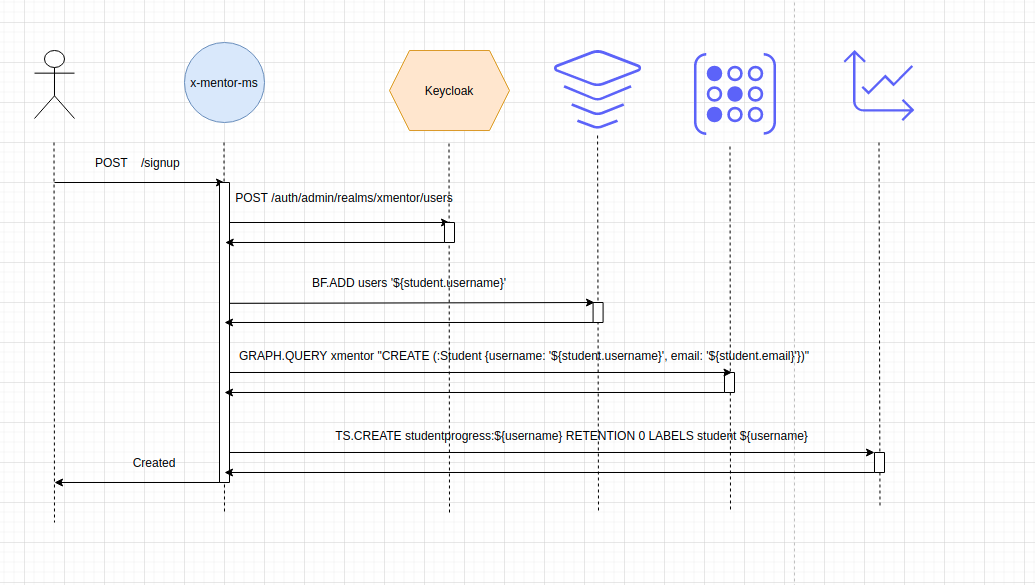 x-mentor-ms
Keycloak
POST /signup
POST /auth/admin/realms/xmentor/users
BF.ADD users '${student.username}'
GRAPH.QUERY xmentor "CREATE (:Student {username: '${student.username}', email: '${student.email}'})"
TS.CREATE studentprogress:${username} RETENTION 0 LABELS student ${username}
Created